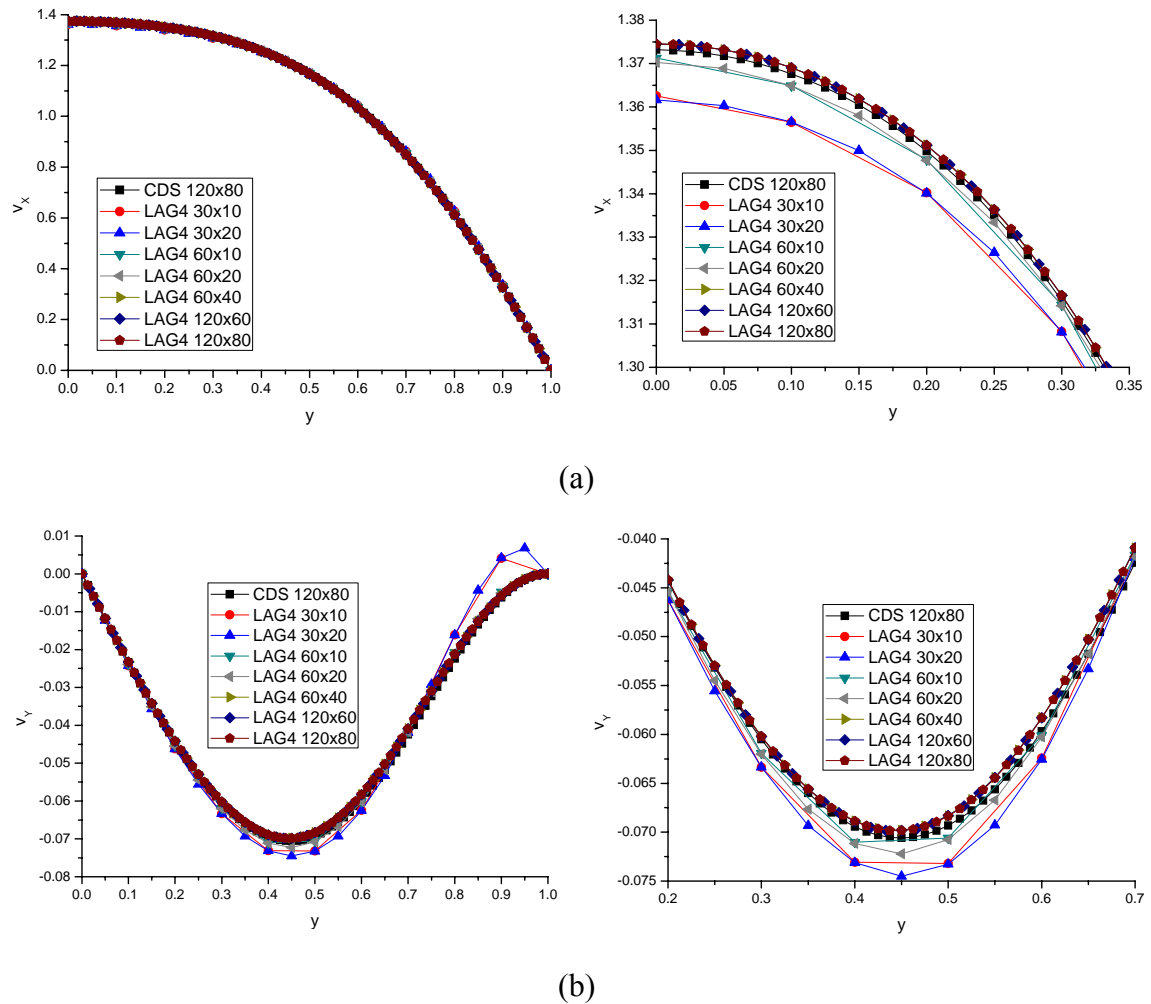 1.4
1.2
1.0
0.8
0.6
0.4
0.2
0.0
vX
CDS 120x80
LAG4 30x10
LAG4 30x20
LAG4 60x10
LAG4 60x20
LAG4 60x40
LAG4 120x60
LAG4 120x80
0.0 0.1 0.2 0.3 0.4 0.5 0.6 0.7 0.8 0.9 1.0
y
1.38
1.37
1.36
1.35
1.34
1.33
1.32
1.31
1.30
vX
CDS 120x80
LAG4 30x10
LAG4 30x20
LAG4 60x10
LAG4 60x20
LAG4 60x40
LAG4 120x60
LAG4 120x80
0.00 0.05 0.10 0.15 0.20 0.25 0.30 0.35
y
(a)
0.01
0.00
-0.01
-0.02
-0.03
-0.04
-0.05
-0.06
-0.07
-0.08
vY
CDS 120x80
LAG4 30x10
LAG4 30x20
LAG4 60x10
LAG4 60x20
LAG4 60x40
LAG4 120x60
LAG4 120x80
0.0 0.1 0.2 0.3 0.4 0.5 0.6 0.7 0.8 0.9 1.0
y
-0.040
-0.045
-0.050
-0.055
-0.060
-0.065
-0.070
-0.075
vY
CDS 120x80
LAG4 30x10
LAG4 30x20
LAG4 60x10
LAG4 60x20
LAG4 60x40
LAG4 120x60
LAG4 120x80
0.2 0.3 0.4 0.5 0.6 0.7
y
(b)